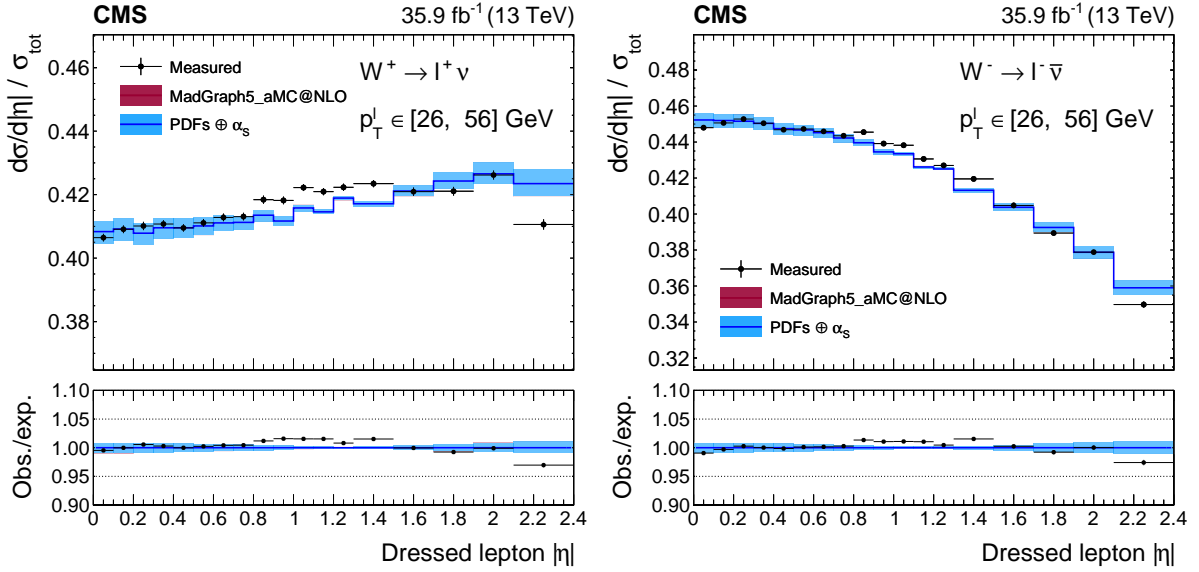 CMS 35.9 fb⁻¹ (13 TeV)
dσ/d|η| / σ_tot
0.46
0.44
0.42
0.40
0.38
Measured
MadGraph5_aMC@NLO
PDFs ⊕ α_S
W⁺ → l⁺ ν
p_T^l ∈ [26, 56] GeV
Obs./exp.
1.10
1.05
1.00
0.95
0.90
0 0.2 0.4 0.6 0.8 1 1.2 1.4 1.6 1.8 2 2.2 2.4
Dressed lepton |η|
CMS 35.9 fb⁻¹ (13 TeV)
dσ/d|η| / σ_tot
0.48
0.46
0.44
0.42
0.40
0.38
0.36
0.34
0.32
W⁻ → l⁻ ν̅
p_T^l ∈ [26, 56] GeV
Measured
MadGraph5_aMC@NLO
PDFs ⊕ α_S
Obs./exp.
1.10
1.05
1.00
0.95
0.90
0 0.2 0.4 0.6 0.8 1 1.2 1.4 1.6 1.8 2 2.2 2.4
Dressed lepton |η|